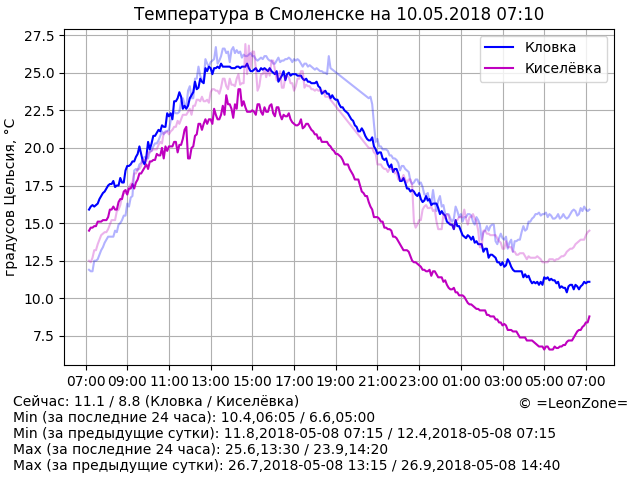 Температура в Смоленске на 10.05.2018 07:10
27.5
25.0
22.5
20.0
17.5
15.0
12.5
10.0
7.5
градусов Цельсия, °C
Кловка
Киселёвка
07:00 09:00 11:00 13:00 15:00 17:00 19:00 21:00 23:00 01:00 03:00 05:00 07:00
Сейчас: 11.1 / 8.8 (Кловка / Киселёвка)
© =LeonZone=
Min (за последние 24 часа): 10.4,06:05 / 6.6,05:00
Min (за предыдущие сутки): 11.8,2018-05-08 07:15 / 12.4,2018-05-08 07:15
Max (за последние 24 часа): 25.6,13:30 / 23.9,14:20
Max (за предыдущие сутки): 26.7,2018-05-08 13:15 / 26.9,2018-05-08 14:40